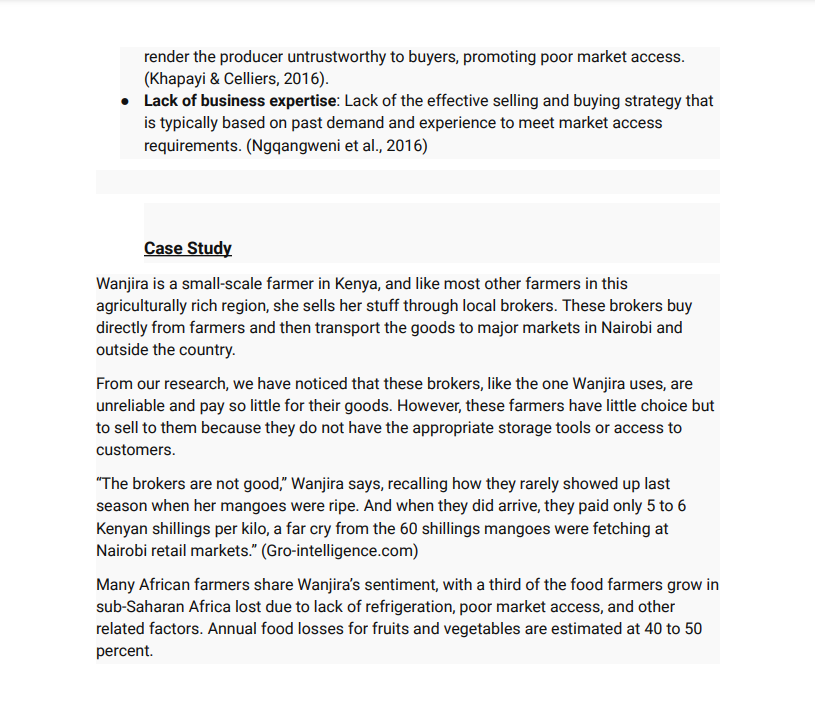 render the producer untrustworthy to buyers, promoting poor market access.
(Khapayi & Celliers, 2016).
● Lack of business expertise: Lack of the effective selling and buying strategy that
is typically based on past demand and experience to meet market access
requirements. (Ngqangweni et al., 2016)
Case Study
Wanjira is a small-scale farmer in Kenya, and like most other farmers in this
agriculturally rich region, she sells her stuff through local brokers. These brokers buy
directly from farmers and then transport the goods to major markets in Nairobi and
outside the country.
From our research, we have noticed that these brokers, like the one Wanjira uses, are
unreliable and pay so little for their goods. However, these farmers have little choice but
to sell to them because they do not have the appropriate storage tools or access to
customers.
“The brokers are not good,” Wanjira says, recalling how they rarely showed up last
season when her mangoes were ripe. And when they did arrive, they paid only 5 to 6
Kenyan shillings per kilo, a far cry from the 60 shillings mangoes were fetching at
Nairobi retail markets.” (Gro-intelligence.com)
Many African farmers share Wanjira’s sentiment, with a third of the food farmers grow in
sub-Saharan Africa lost due to lack of refrigeration, poor market access, and other
related factors. Annual food losses for fruits and vegetables are estimated at 40 to 50
percent.